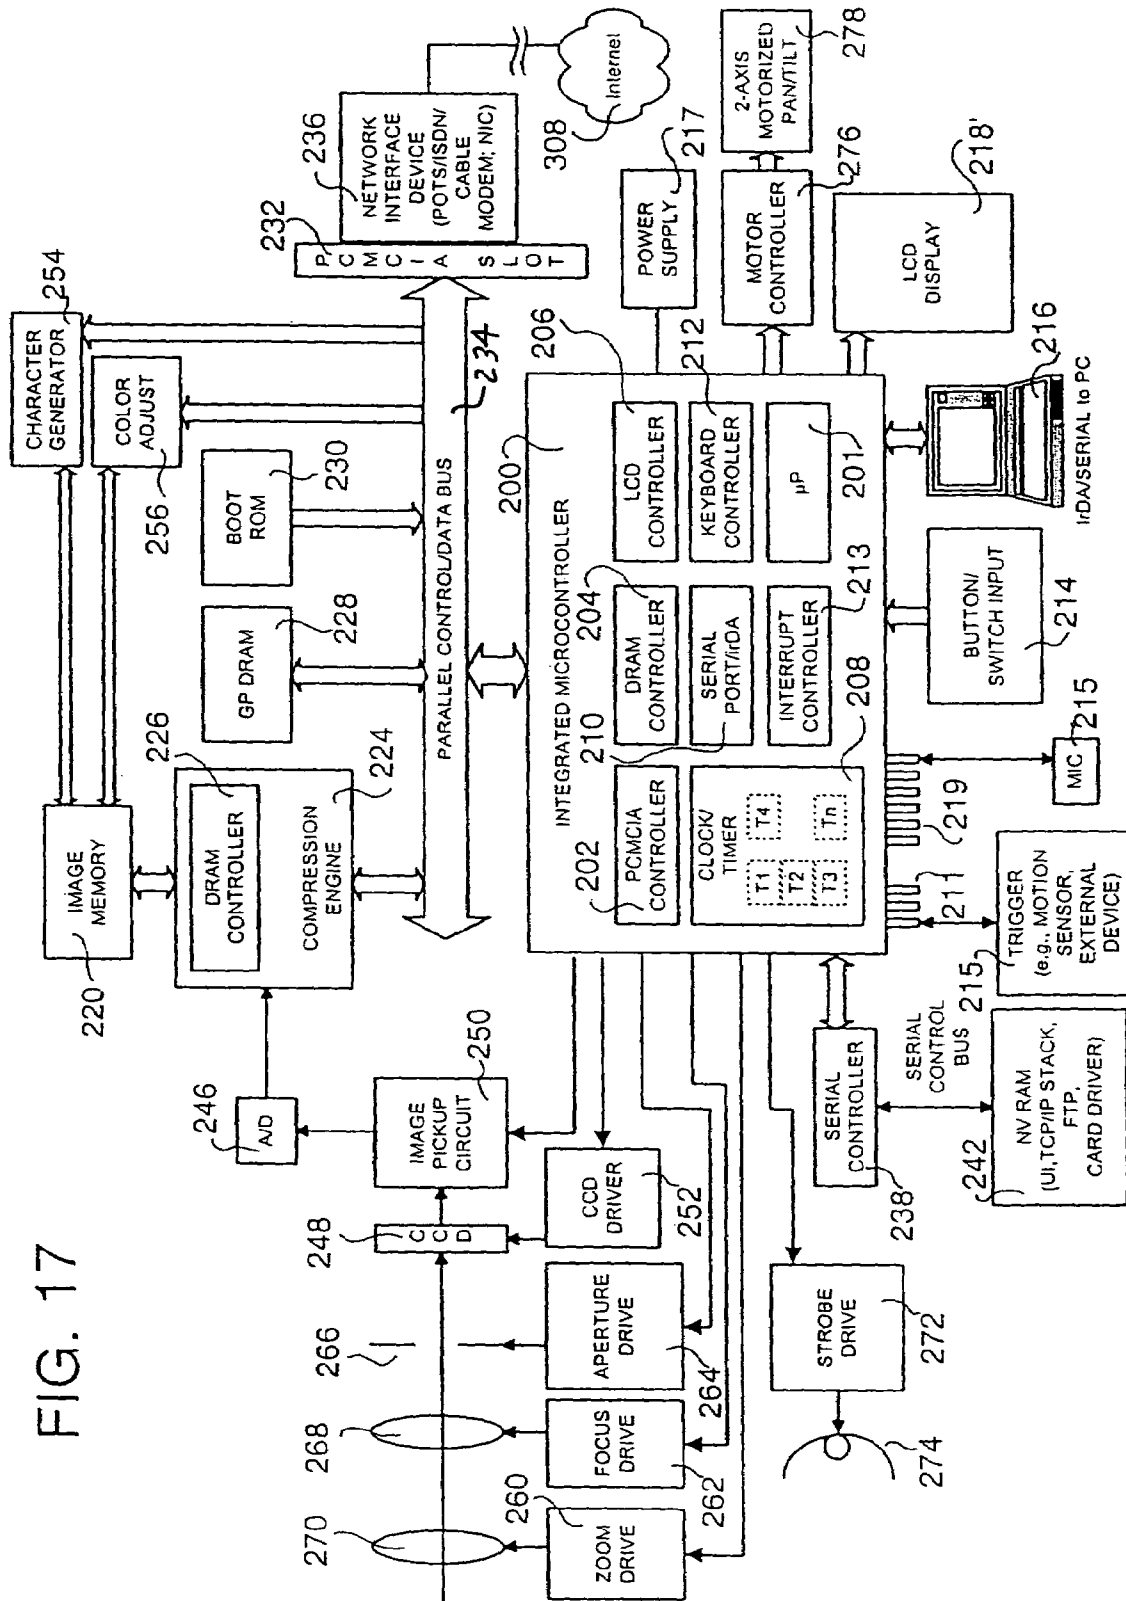 FIG. 17
CHARACTER
GENERATOR
254
COLOR
ADJUST
256
IMAGE
MEMORY
220
DRAM
CONTROLLER
226
COMPRESSION
ENGINE
224
GP DRAM
228
BOOT
ROM
230
PCMCIA SLOT
232
NETWORK
INTERFACE
DEVICE
(POTS/ISDN/
CABLE
MODEM; NIC)
236
Internet
308
PARALLEL CONTROL/DATA BUS
234
A/D
246
IMAGE
PICKUP
CIRCUIT
250
CCD
248
CCD
DRIVER
252
266
APERTURE
DRIVE
264
268
FOCUS
DRIVE
262
270
ZOOM
DRIVE
260
STROBE
DRIVE
272
274
INTEGRATED MICROCONTROLLER
200
PCMCIA
CONTROLLER
202
DRAM
CONTROLLER
204
LCD
CONTROLLER
206
CLOCK/
TIMER
T1
T2
T3
T4
Tn
208
SERIAL
PORT/IrDA
210
KEYBOARD
CONTROLLER
212
INTERRUPT
CONTROLLER
213
µP
201
POWER
SUPPLY
217
MOTOR
CONTROLLER
276
2-AXIS
MOTORIZED
PAN/TILT
278
LCD
DISPLAY
218'
216
IrDA/SERIAL to PC
BUTTON/
SWITCH INPUT
214
MIC
215
219
211
TRIGGER
(e.g., MOTION
SENSOR,
EXTERNAL
DEVICE)
215
SERIAL
CONTROLLER
238
SERIAL
CONTROL
BUS
NV RAM
(UI,TCP/IP STACK,
FTP,
CARD DRIVER)
242